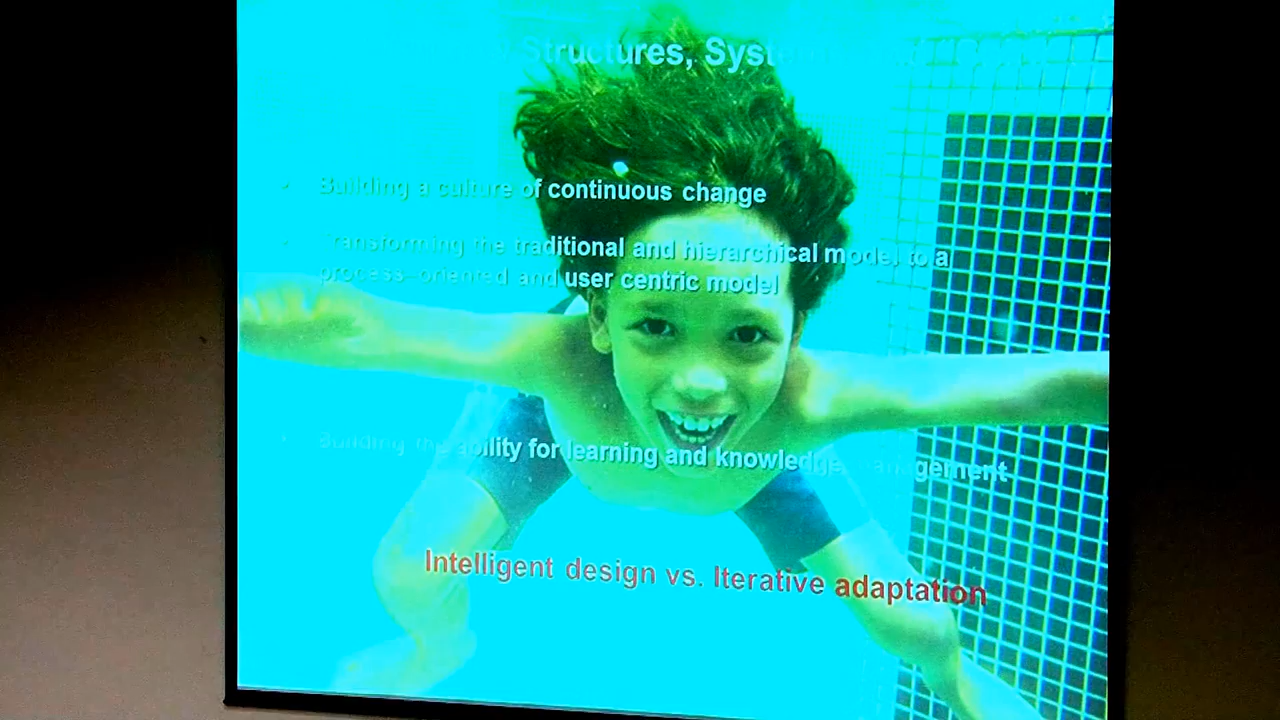 Structures,
Building a culture of continuous change
Transforming the traditional and hierarchical model to a
process-oriented and user centric model
Building the ability for learning and knowledge management
Intelligent design vs. Iterative adaptation